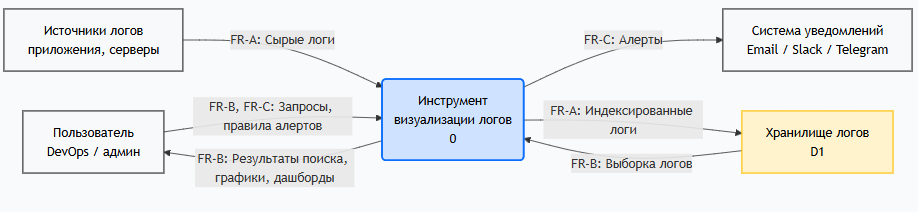 Источники логов
приложения, серверы
FR-A: Сырые логи
FR-C: Алерты
Система уведомлений
Email / Slack / Telegram
Пользователь
DevOps / админ
FR-B, FR-C: Запросы,
правила алертов
FR-B: Результаты поиска,
графики, дашборды
Инструмент
визуализации логов
0
FR-A: Индексированные
логи
FR-B: Выборка логов
Хранилище логов
D1